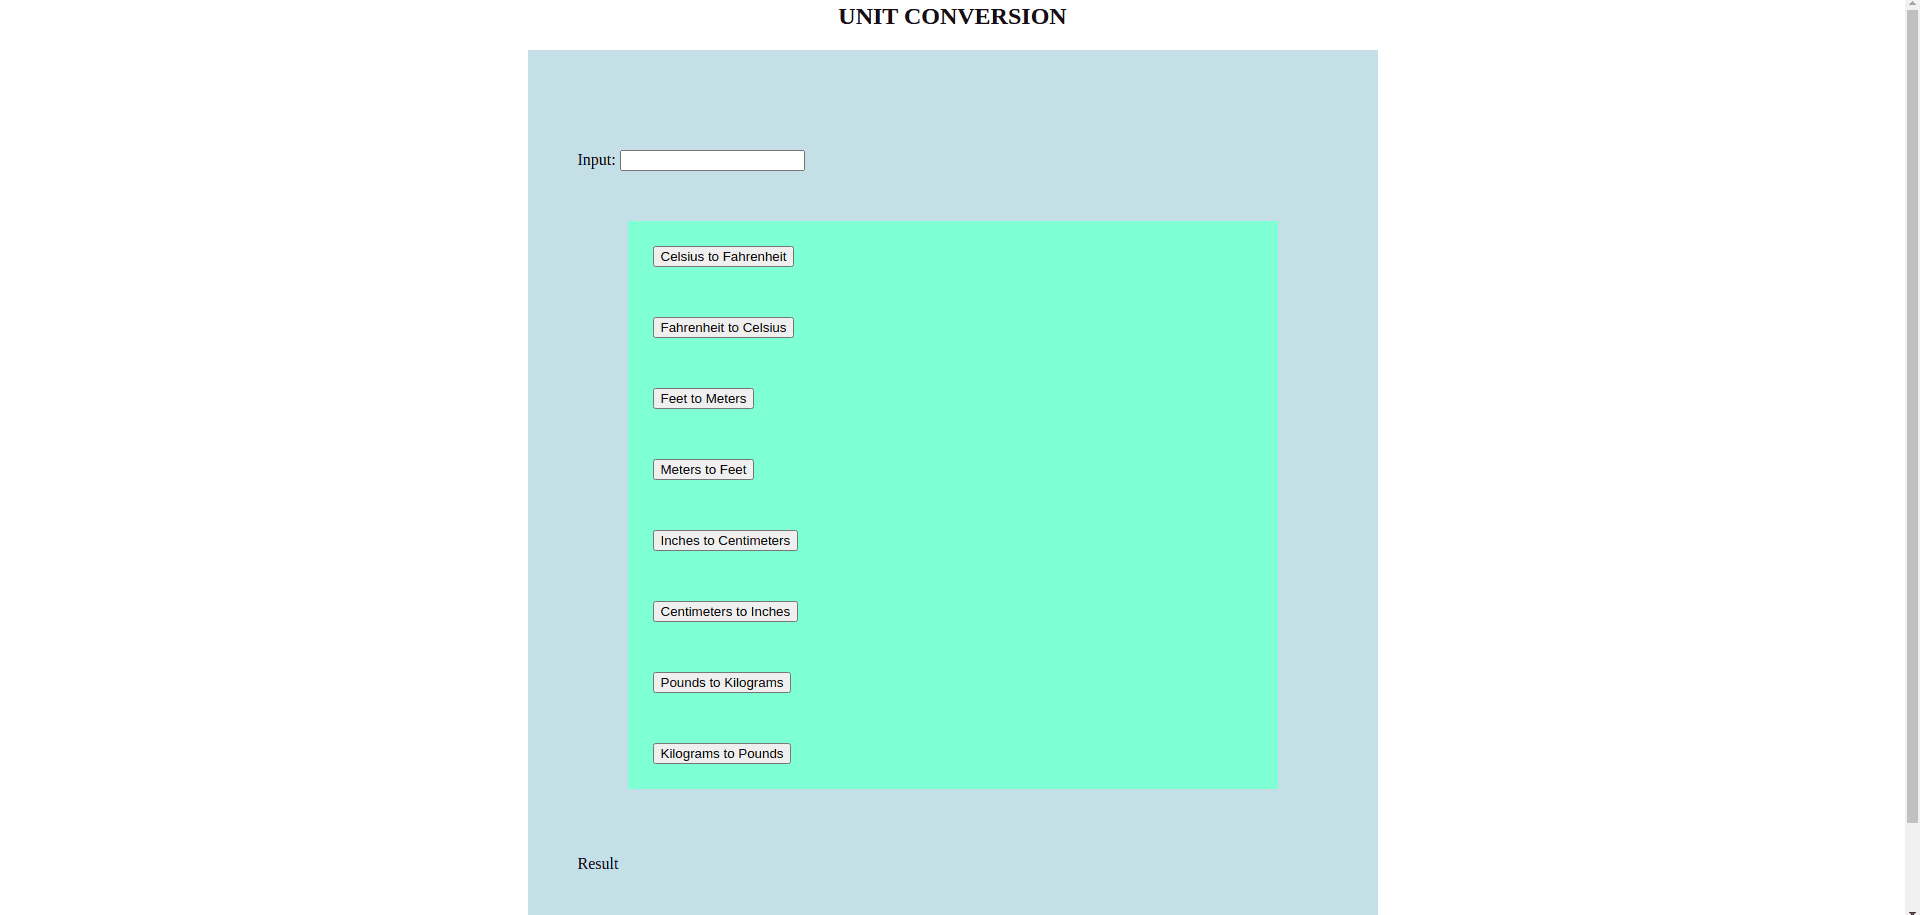 UNIT CONVERSION
Input:
Celsius to Fahrenheit
Fahrenheit to Celsius
Feet to Meters
Meters to Feet
Inches to Centimeters
Centimeters to Inches
Pounds to Kilograms
Kilograms to Pounds
Result